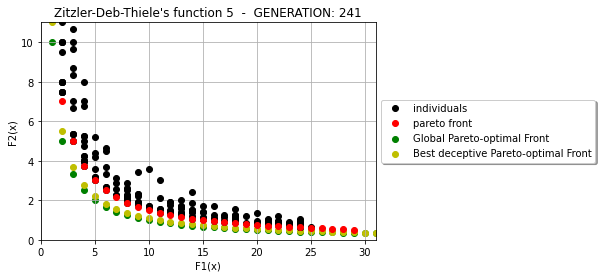 Zitzler-Deb-Thiele's function 5 - GENERATION: 241
10
8
6
4
2
0
F2(x)
0 5 10 15 20 25 30
F1(x)
individuals
pareto front
Global Pareto-optimal Front
Best deceptive Pareto-optimal Front